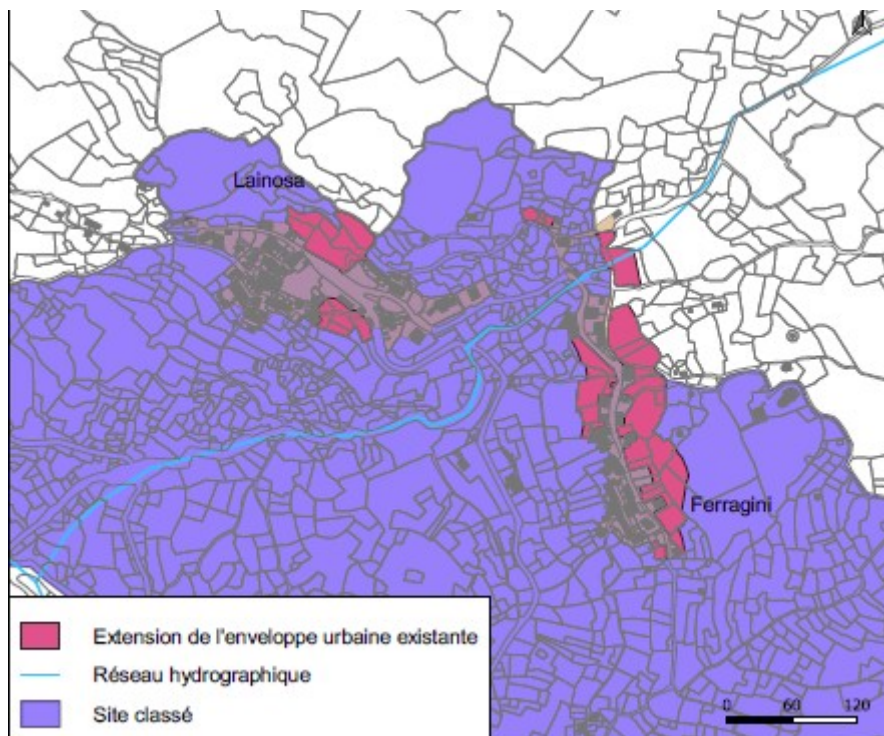 Lainosa
Ferragini
Extension de l'enveloppe urbaine existante
Réseau hydrographique
Site classé
0 60 120